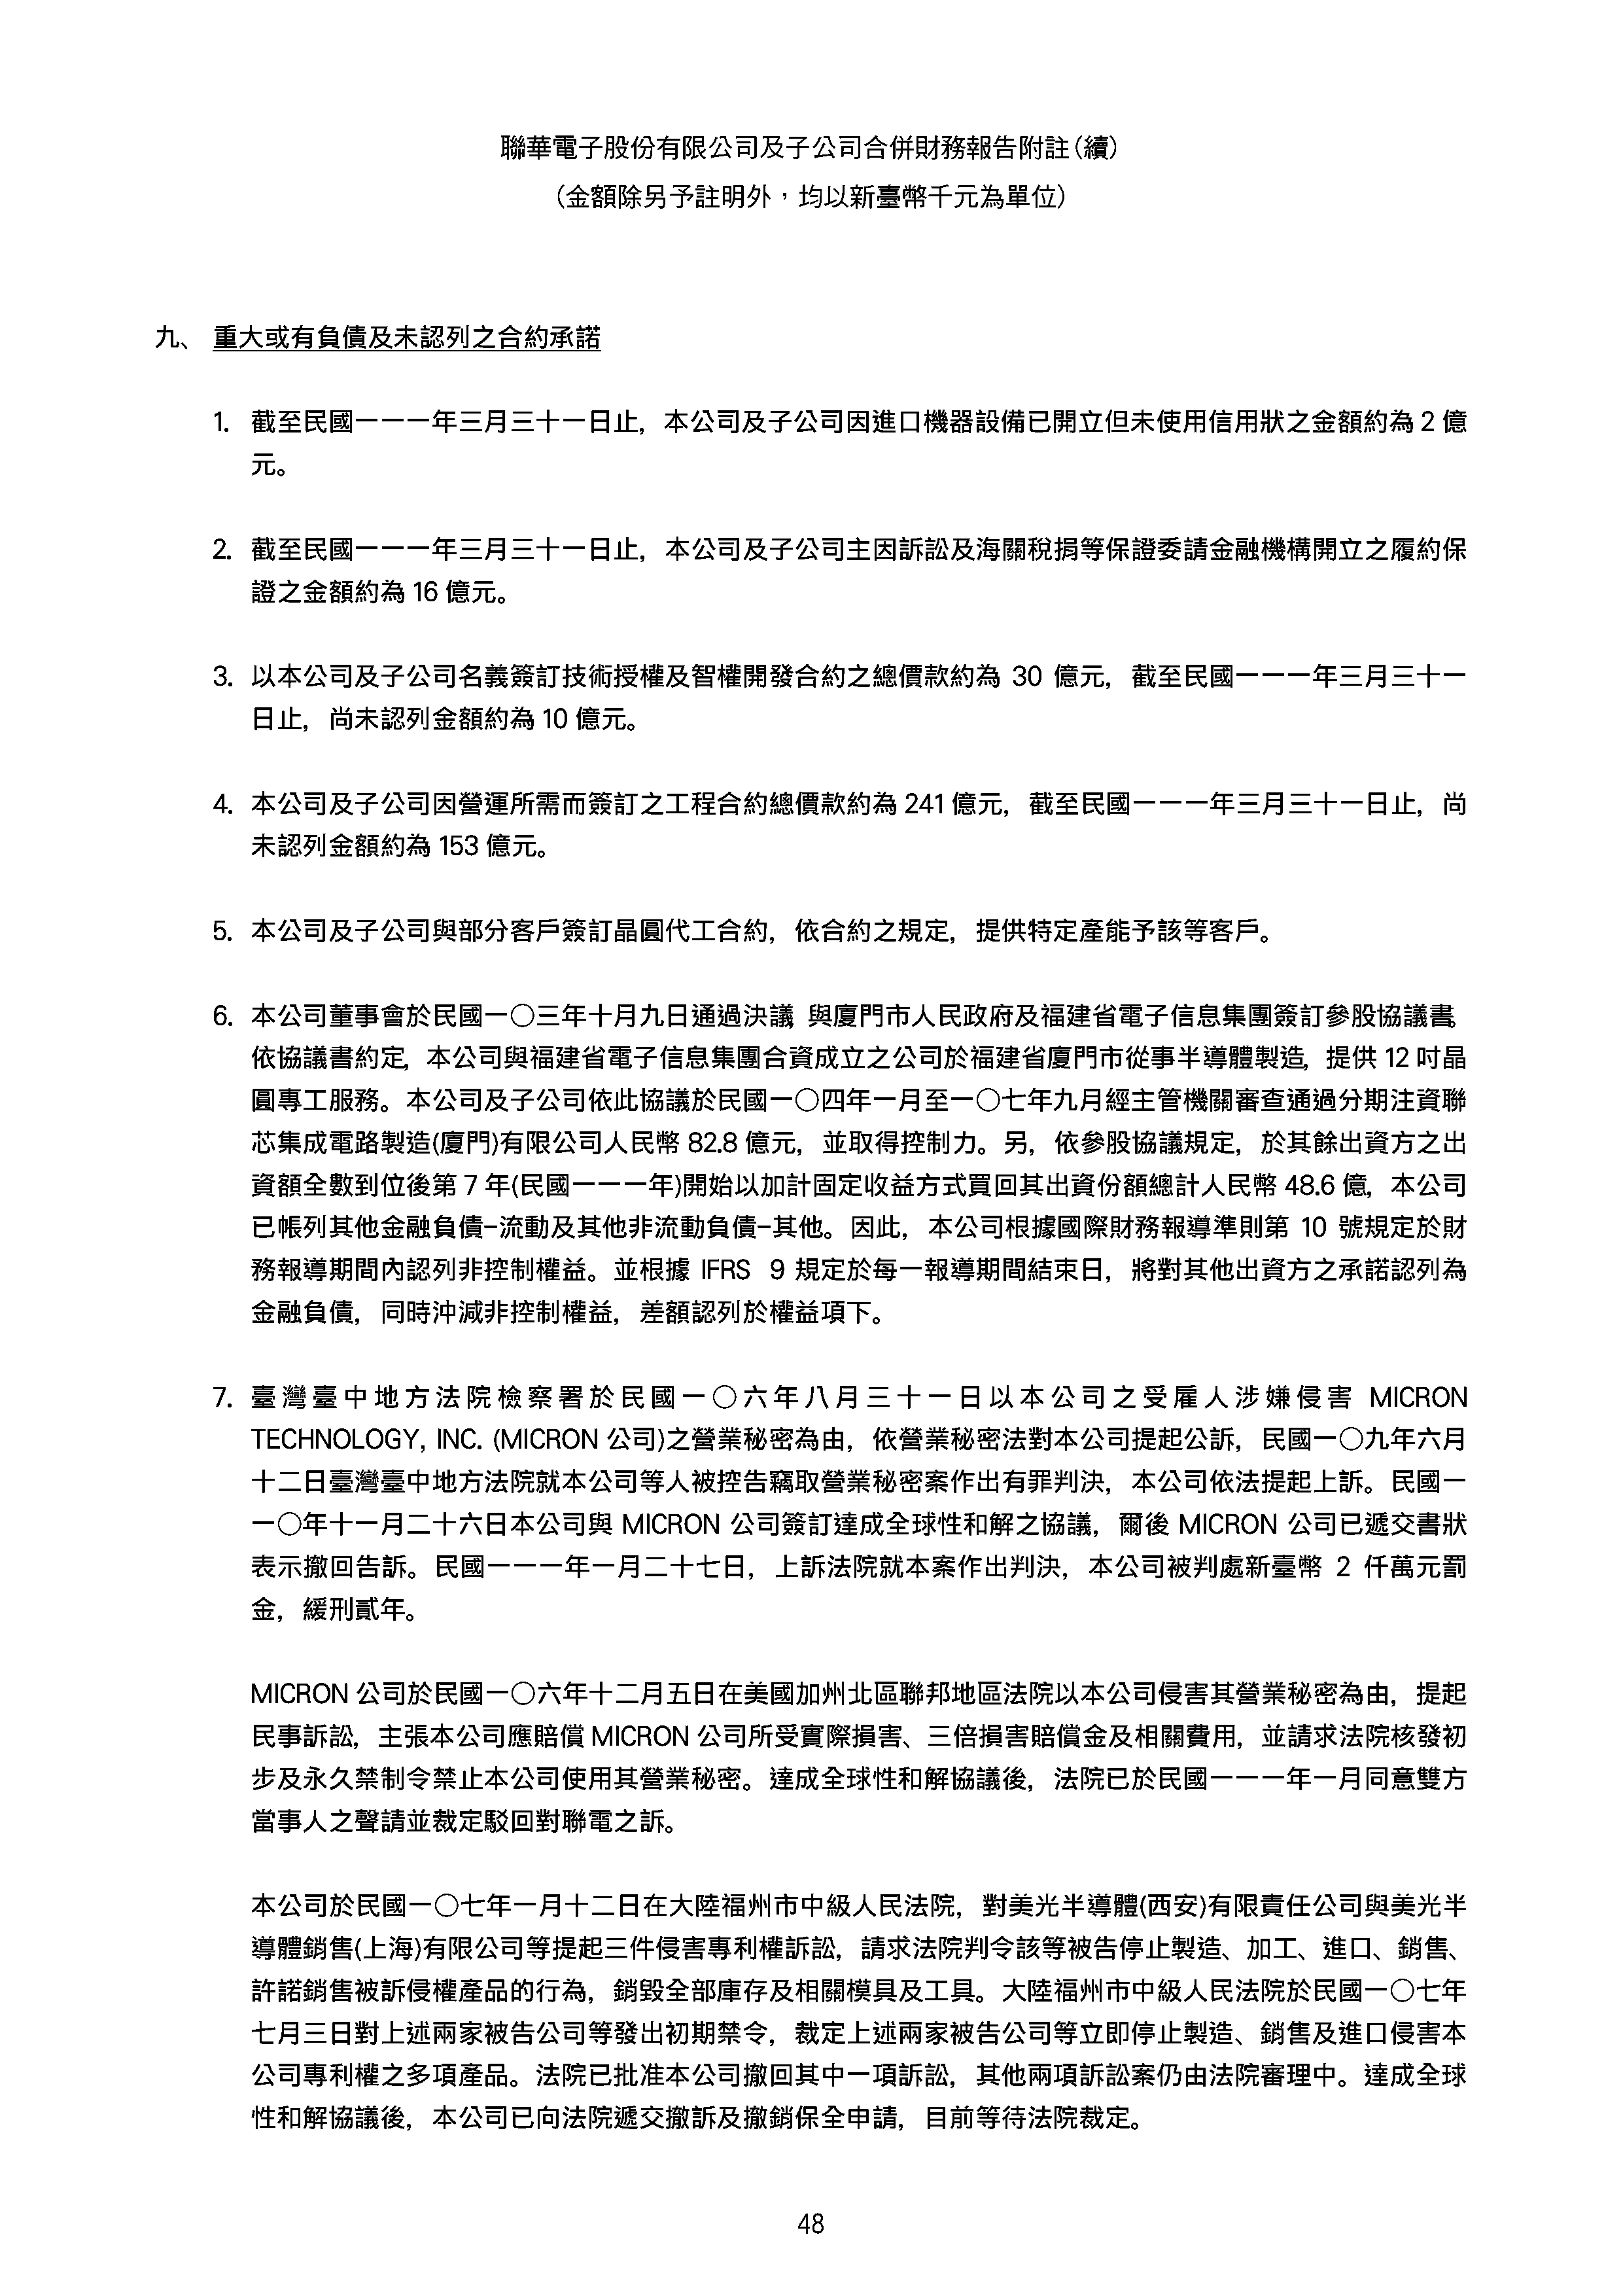 聯華電子股份有限公司及子公司合併財務報告附註(續)
(金額除另予註明外，均以新臺幣千元為單位)
九、 重大或有負債及未認列之合約承諾
1. 截至民國一一一年三月三十一日止，本公司及子公司因進口機器設備已開立但未使用信用狀之金額約為 2 億
元。
2. 截至民國一一一年三月三十一日止，本公司及子公司主因訴訟及海關稅捐等保證委請金融機構開立之履約保
證之金額約為 16 億元。
3. 以本公司及子公司名義簽訂技術授權及智權開發合約之總價款約為 30 億元，截至民國一一一年三月三十一
日止，尚未認列金額約為 10 億元。
4. 本公司及子公司因營運所需而簽訂之工程合約總價款約為 241 億元，截至民國一一一年三月三十一日止，尚
未認列金額約為 153 億元。
5. 本公司及子公司與部分客戶簽訂晶圓代工合約，依合約之規定，提供特定產能予該等客戶。
6. 本公司董事會於民國一〇三年十月九日通過決議，與廈門市人民政府及福建省電子信息集團簽訂參股協議書。
依協議書約定，本公司與福建省電子信息集團合資成立之公司於福建省廈門市從事半導體製造，提供 12 吋晶
圓專工服務。本公司及子公司依此協議於民國一〇四年一月至一〇七年九月經主管機關審查通過分期注資聯
芯集成電路製造(廈門)有限公司人民幣 82.8 億元，並取得控制力。另，依參股協議規定，於其餘出資方之出
資額全數到位後第 7 年(民國一一一年)開始以加計固定收益方式買回其出資份額總計人民幣 48.6 億，本公司
已帳列其他金融負債-流動及其他非流動負債-其他。因此，本公司根據國際財務報導準則第 10 號規定於財
務報導期間內認列非控制權益。並根據 IFRS 9 規定於每一報導期間結束日，將對其他出資方之承諾認列為
金融負債，同時沖減非控制權益，差額認列於權益項下。
7. 臺灣臺中地方法院檢察署於民國一〇六年八月三十一日以本公司之受雇人涉嫌侵害 MICRON
TECHNOLOGY, INC. (MICRON 公司)之營業秘密為由，依營業秘密法對本公司提起公訴，民國一〇九年六月
十二日臺灣臺中地方法院就本公司等人被控告竊取營業秘密案作出有罪判決，本公司依法提起上訴。民國一
一〇年十一月二十六日本公司與 MICRON 公司簽訂達成全球性和解之協議，爾後 MICRON 公司已遞交書狀
表示撤回告訴。民國一一一年一月二十七日，上訴法院就本案作出判決，本公司被判處新臺幣 2 仟萬元罰
金，緩刑貳年。
MICRON 公司於民國一〇六年十二月五日在美國加州北區聯邦地區法院以本公司侵害其營業秘密為由，提起
民事訴訟，主張本公司應賠償 MICRON 公司所受實際損害、三倍損害賠償金及相關費用，並請求法院核發初
步及永久禁制令禁止本公司使用其營業秘密。達成全球性和解協議後，法院已於民國一一一年一月同意雙方
當事人之聲請並裁定駁回對聯電之訴。
本公司於民國一〇七年一月十二日在大陸福州市中級人民法院，對美光半導體(西安)有限責任公司與美光半
導體銷售(上海)有限公司等提起三件侵害專利權訴訟，請求法院判令該等被告停止製造、加工、進口、銷售、
許諾銷售被訴侵權產品的行為，銷毀全部庫存及相關模具及工具。大陸福州市中級人民法院於民國一〇七年
七月三日對上述兩家被告公司等發出初期禁令，裁定上述兩家被告公司等立即停止製造、銷售及進口侵害本
公司專利權之多項產品。法院已批准本公司撤回其中一項訴訟，其他兩項訴訟案仍由法院審理中。達成全球
性和解協議後，本公司已向法院遞交撤訴及撤銷保全申請，目前等待法院裁定。
48